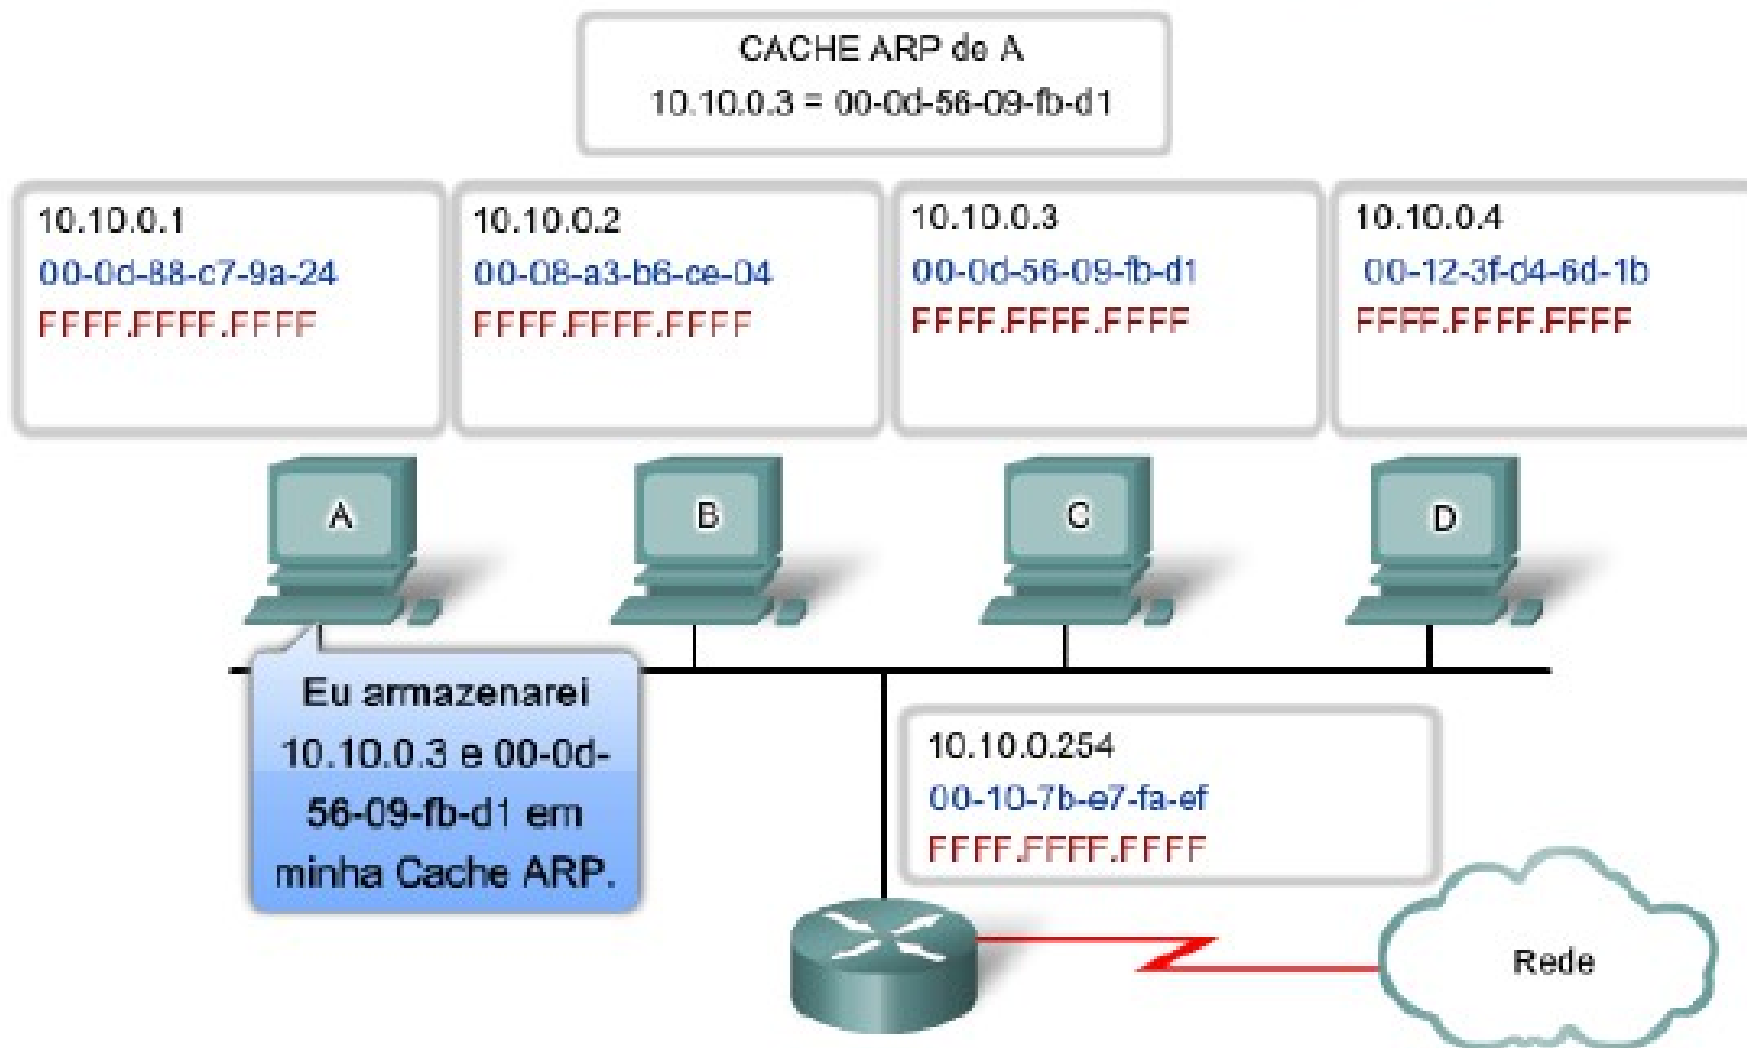 CACHE ARP de A
10.10.0.3 = 00-0d-56-09-fb-d1
10.10.0.1
00-0d-88-c7-9a-24
FFFF.FFFF.FFFF
10.10.0.2
00-08-a3-b6-ce-04
FFFF.FFFF.FFFF
10.10.0.3
00-0d-56-09-fb-d1
FFFF.FFFF.FFFF
10.10.0.4
00-12-3f-d4-6d-1b
FFFF.FFFF.FFFF
A
B
C
D
Eu armazenarei
10.10.0.3 e 00-0d-
56-09-fb-d1 em
minha Cache ARP.
10.10.0.254
00-10-7b-e7-fa-ef
FFFF.FFFF.FFFF
Rede